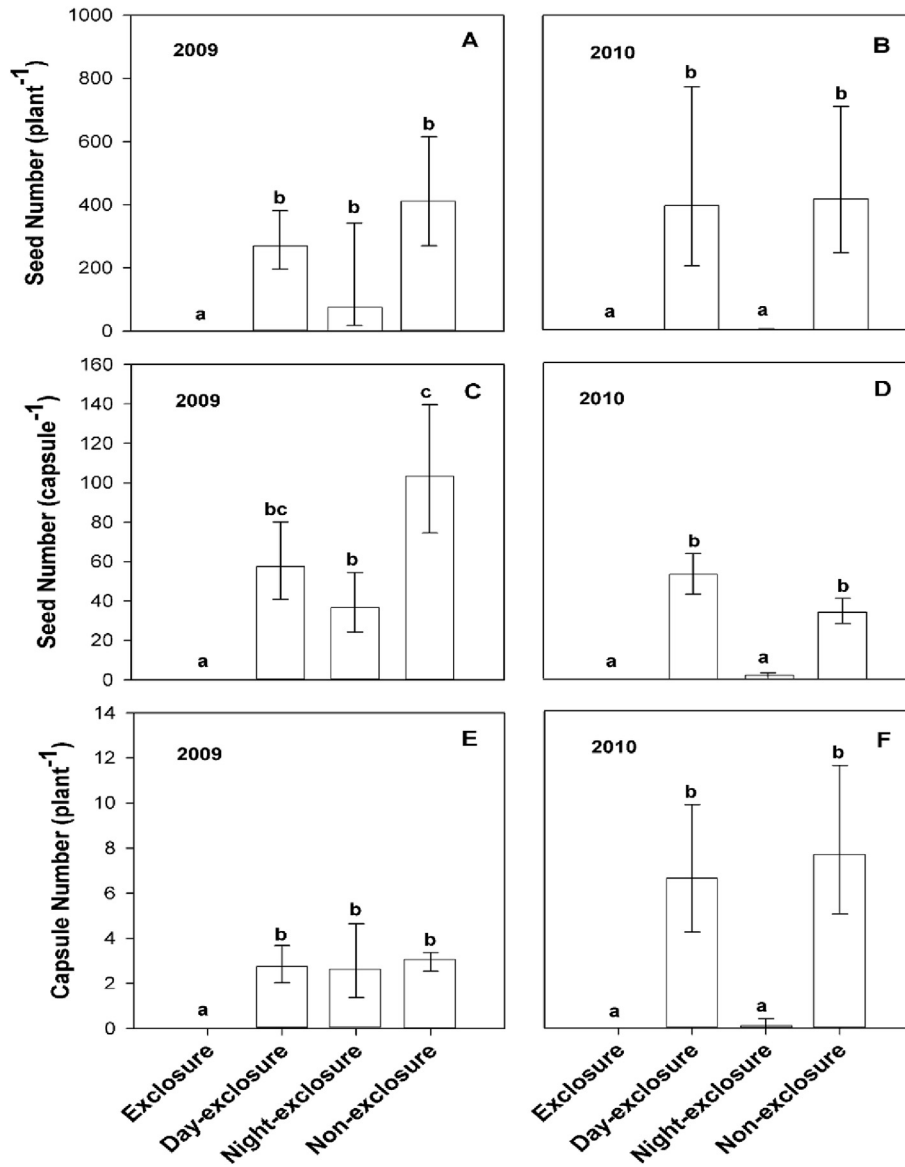 Seed Number (plant⁻¹)
1000
800
600
400
200
0
2009
A
a
b
b
b
2010
B
a
b
a
b
Seed Number (capsule⁻¹)
160
140
120
100
80
60
40
20
0
2009
C
a
bc
b
c
2010
D
a
b
a
b
Capsule Number (plant⁻¹)
14
12
10
8
6
4
2
0
2009
E
a
b
b
b
2010
F
a
b
a
b
Exclosure
Day-exclosure
Night-exclosure
Non-exclosure
Exclosure
Day-exclosure
Night-exclosure
Non-exclosure